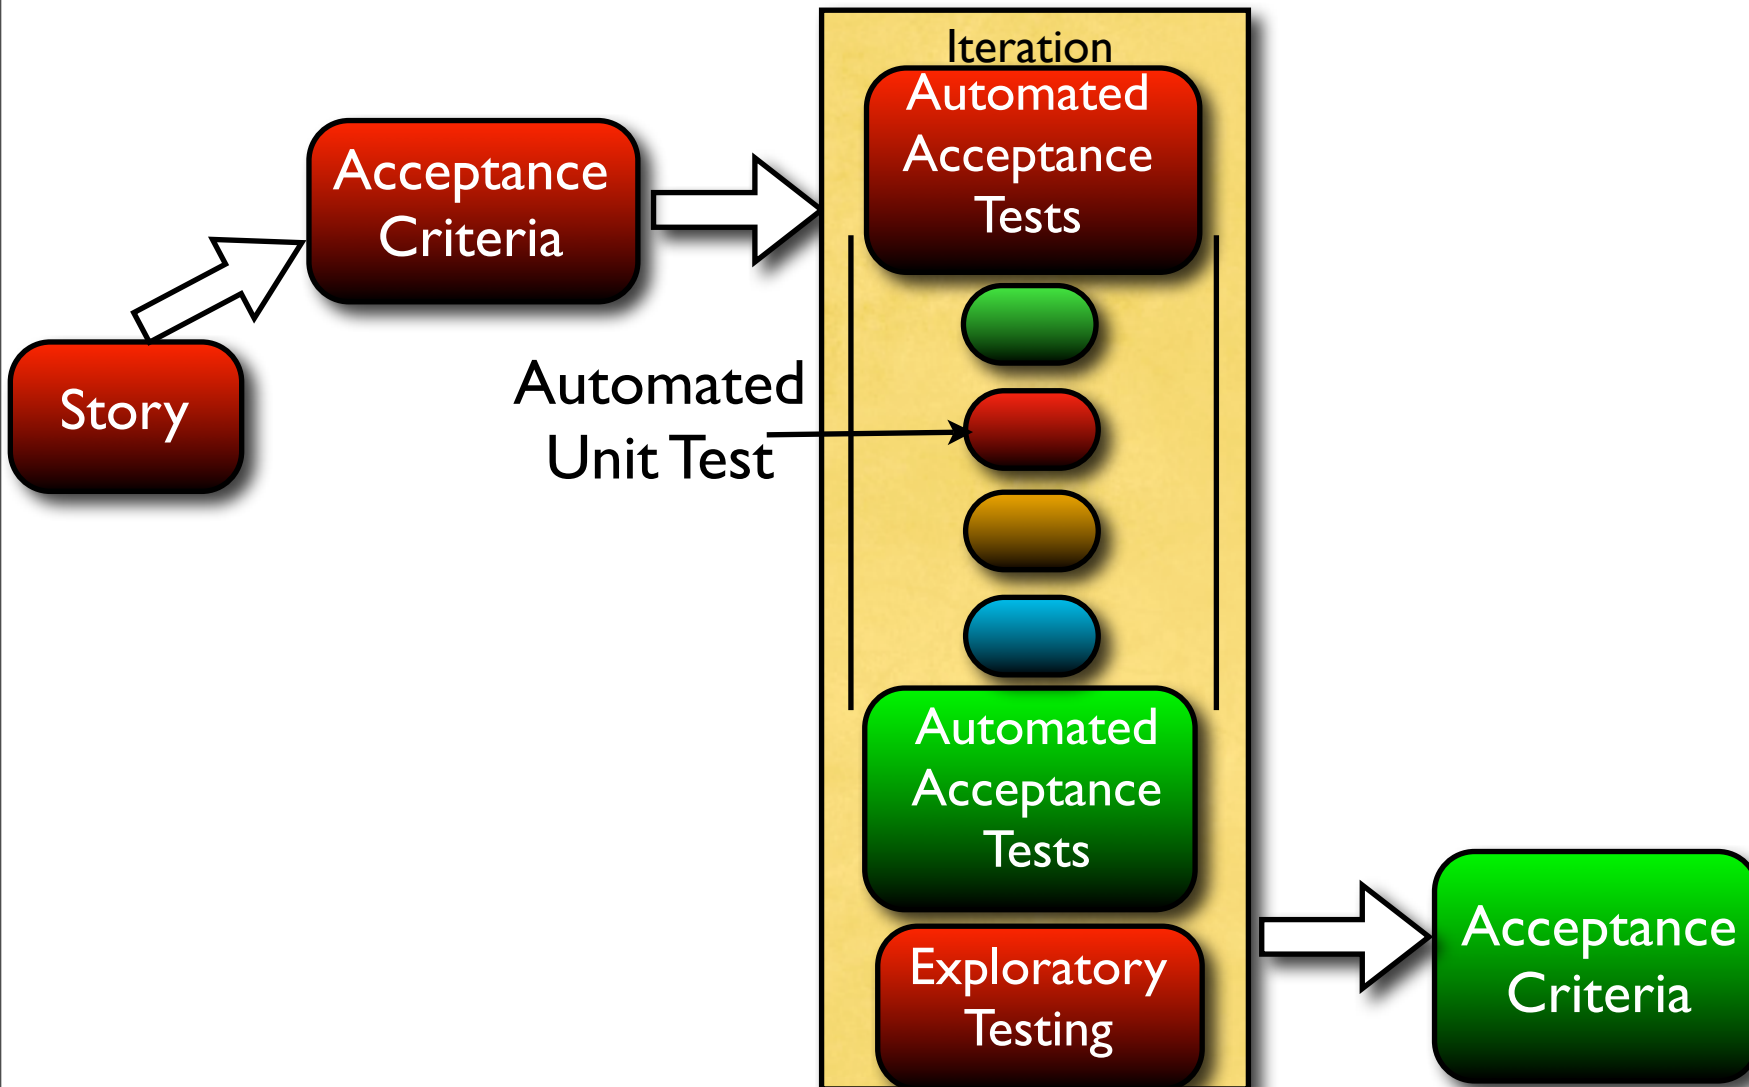 Story
Acceptance
Criteria
Automated
Unit Test
Iteration
Automated
Acceptance
Tests
Automated
Acceptance
Tests
Exploratory
Testing
Acceptance
Criteria